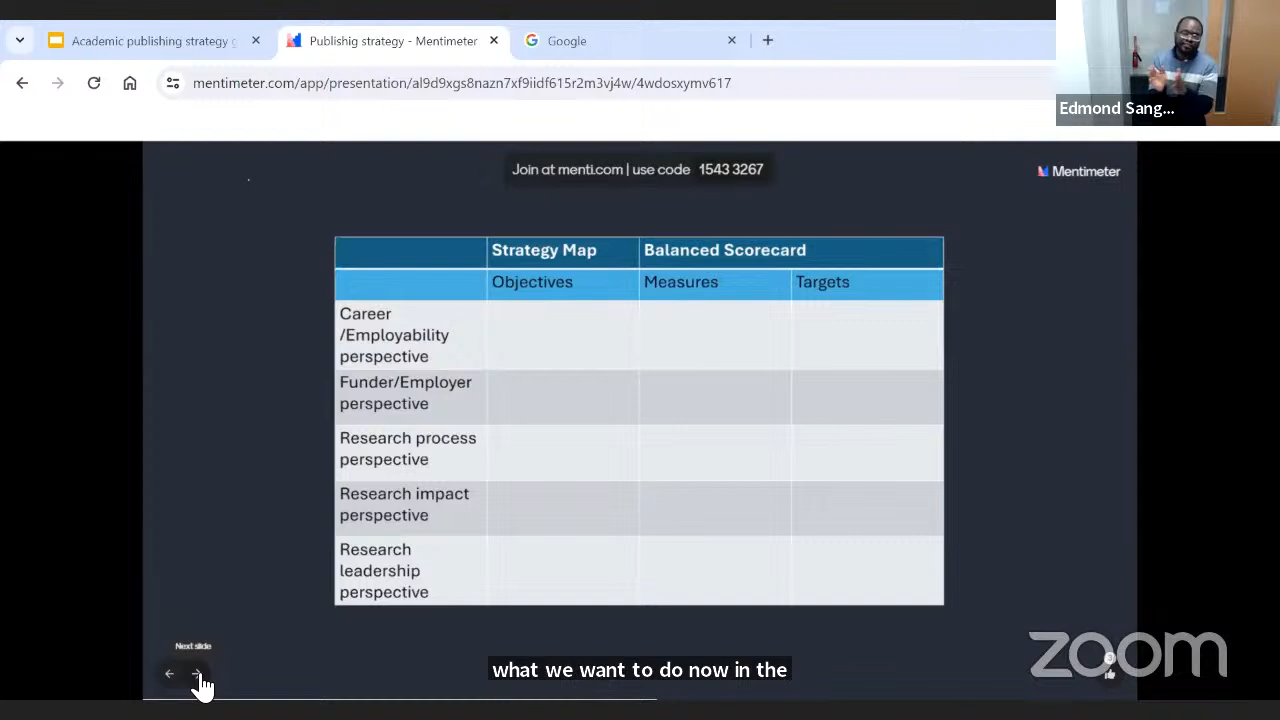 Academic publishing strategy g
Publishig strategy - Mentimeter
Google
mentimeter.com/app/presentation/al9d9xgs8nazn7xf9iidf615r2m3vj4w/4wdosxymv617
Edmond Sang...
Join at menti.com | use code 1543 3267
Mentimeter
Strategy Map
Balanced Scorecard
Objectives
Measures
Targets
Career
/Employability
perspective
Funder/Employer
perspective
Research process
perspective
Research impact
perspective
Research
leadership
perspective
Next slide
what we want to do now in the
zoom